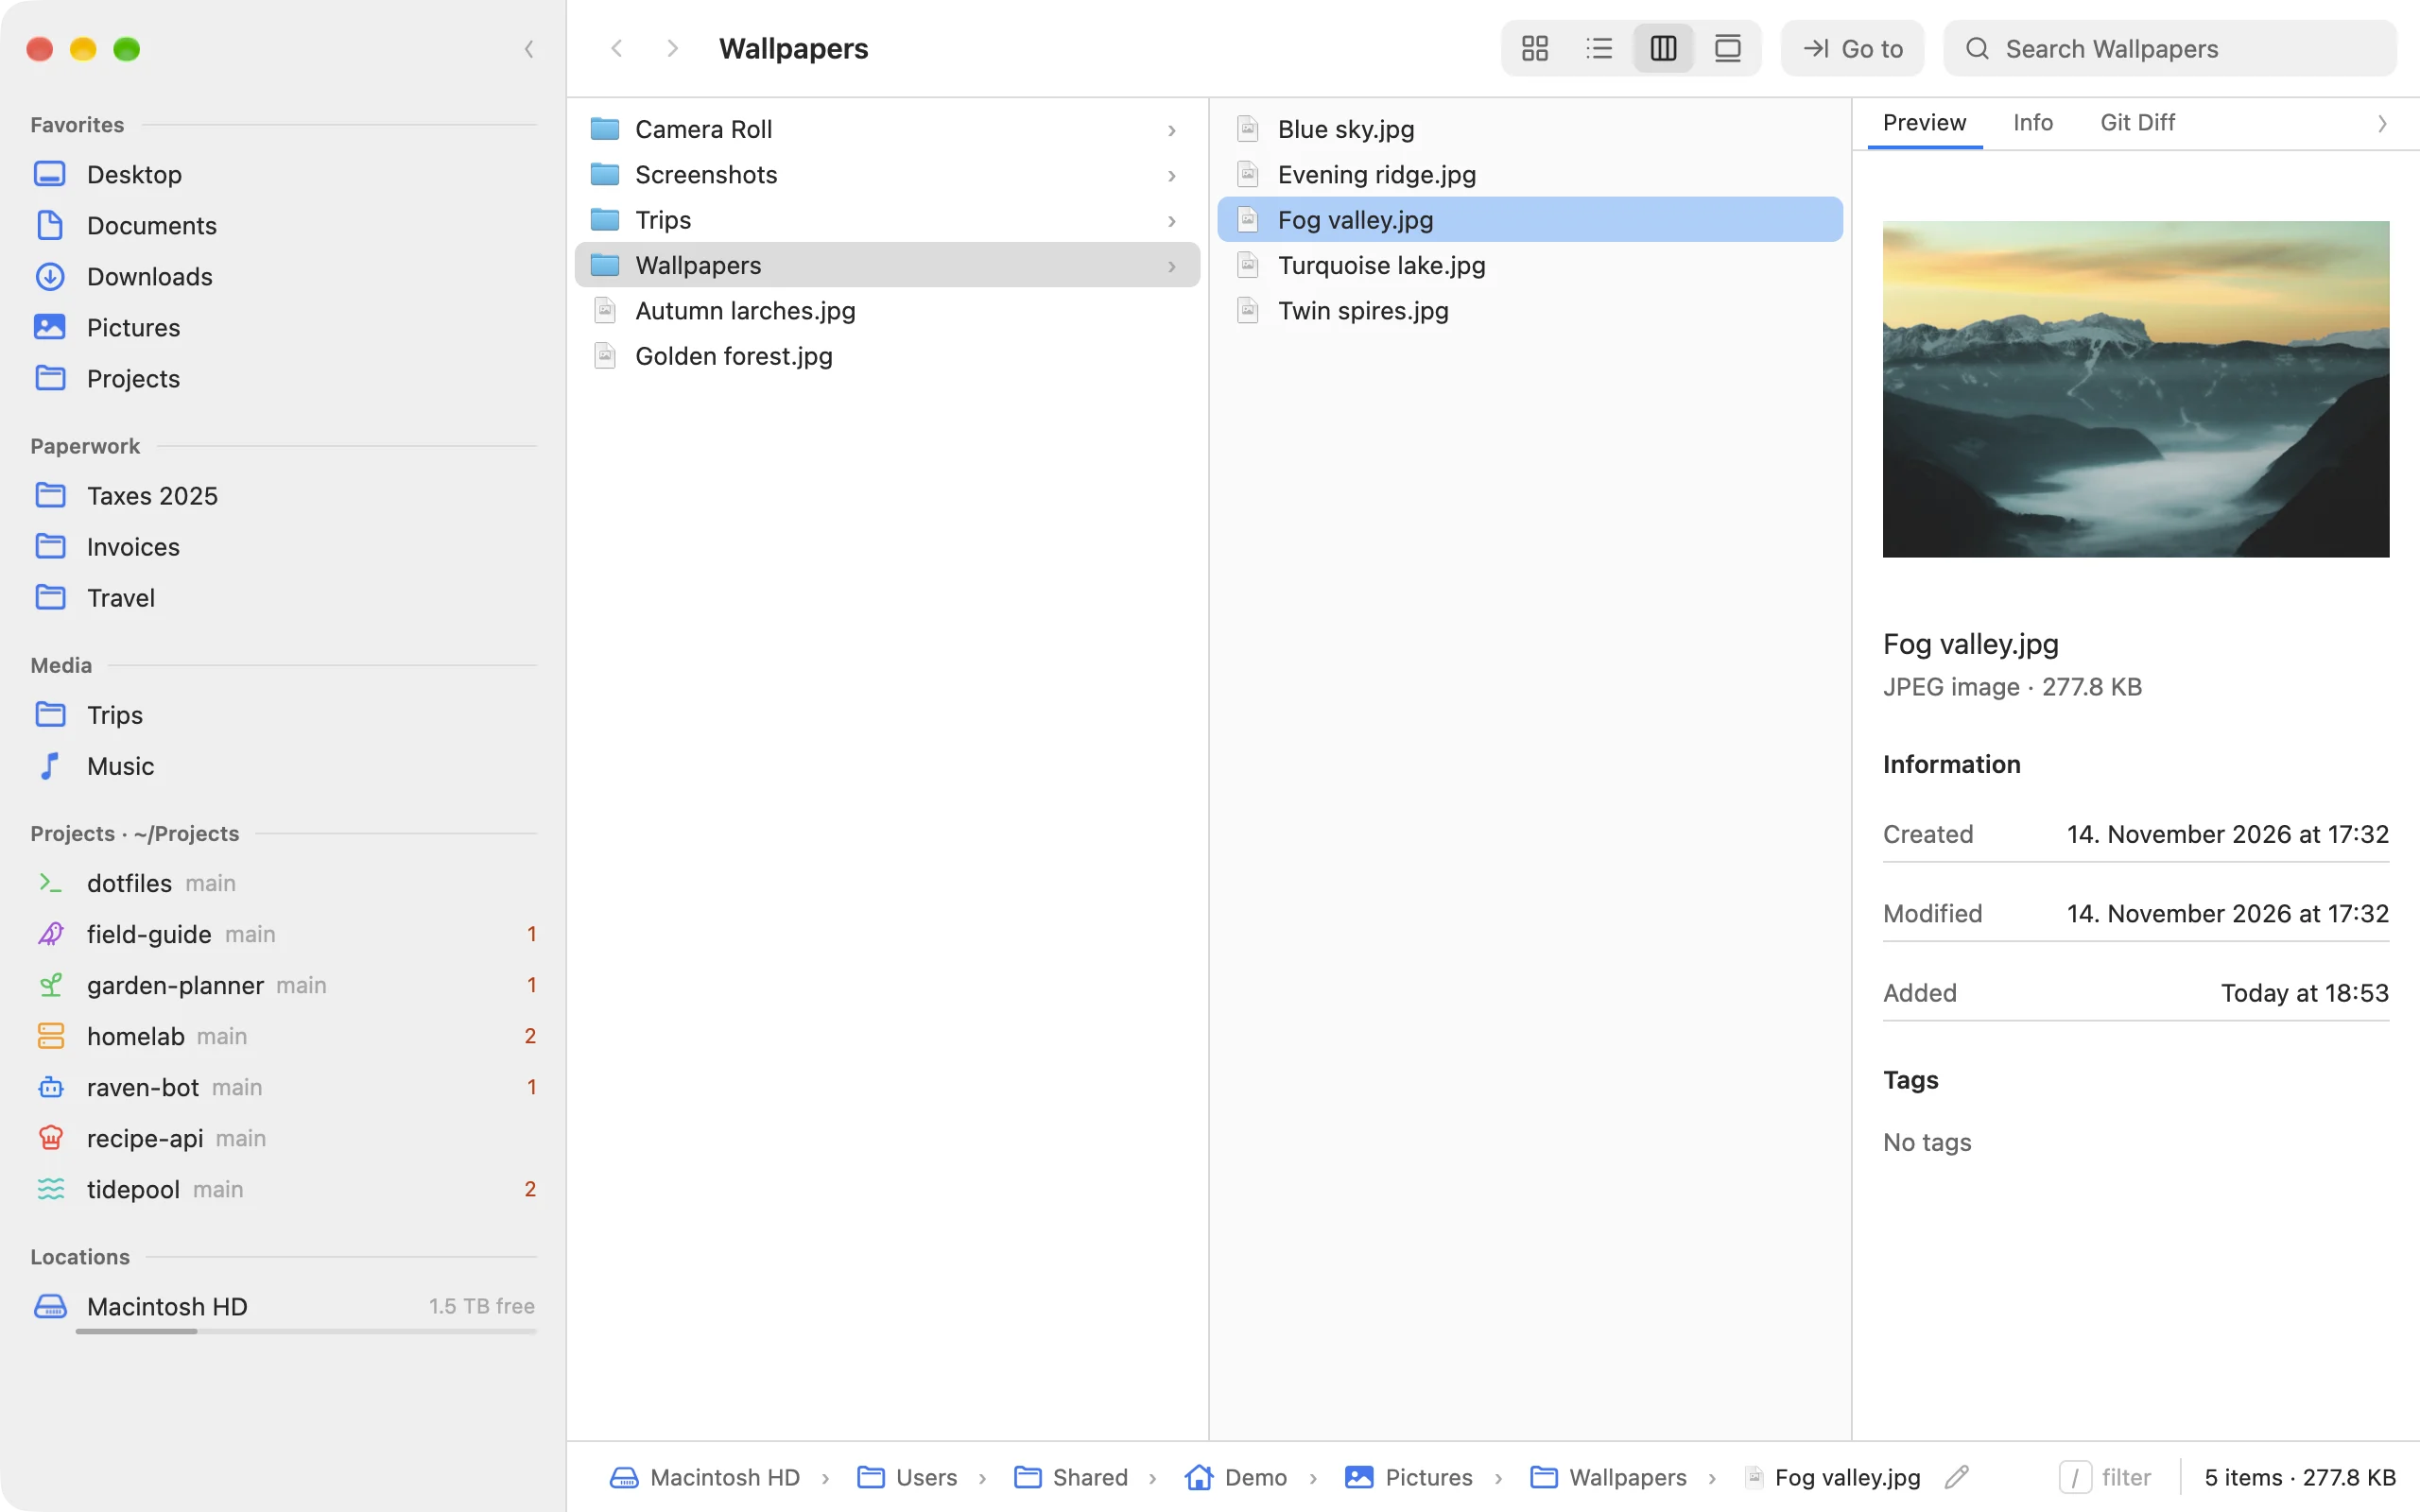 Wallpapers
Go to
Search Wallpapers
Favorites
Desktop
Documents
Downloads
Pictures
Projects
Paperwork
Taxes 2025
Invoices
Travel
Media
Trips
Music
Projects · ~/Projects
dotfiles main
field-guide main 1
garden-planner main 1
homelab main 2
raven-bot main 1
recipe-api main
tidepool main 2
Locations
Macintosh HD 1.5 TB free
Camera Roll
Screenshots
Trips
Wallpapers
Autumn larches.jpg
Golden forest.jpg
Blue sky.jpg
Evening ridge.jpg
Fog valley.jpg
Turquoise lake.jpg
Twin spires.jpg
Preview Info Git Diff
Fog valley.jpg
JPEG image · 277.8 KB
Information
Created 14. November 2026 at 17:32
Modified 14. November 2026 at 17:32
Added Today at 18:53
Tags
No tags
Macintosh HD › Users › Shared › Demo › Pictures › Wallpapers › Fog valley.jpg
/ filter
5 items · 277.8 KB